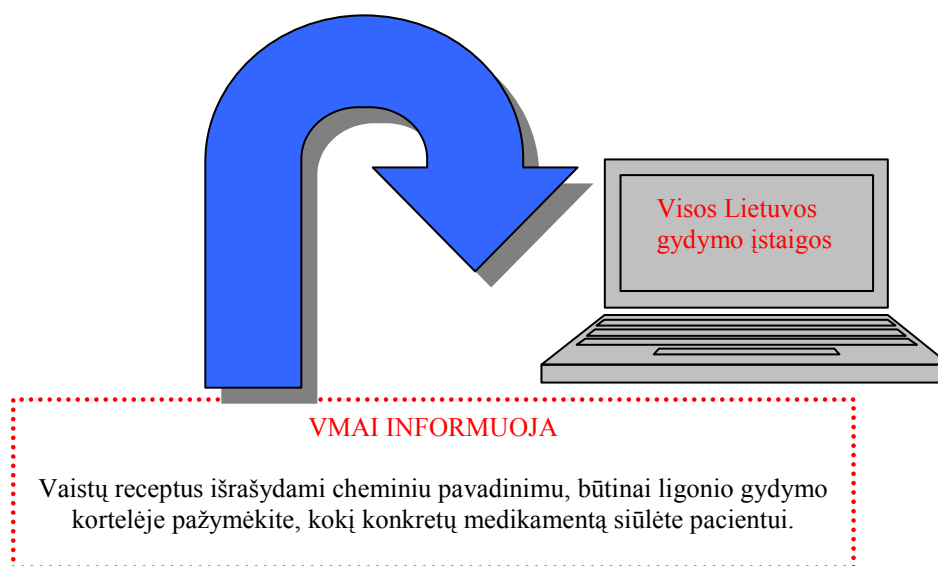 Visos Lietuvos
gydymo įstaigos
VMAI INFORMUOJA
Vaistų receptus išrašydami cheminiu pavadinimu, būtinai ligonio gydymo
kortelėje pažymėkite, kokį konkretų medikamentą siūlėte pacientui.